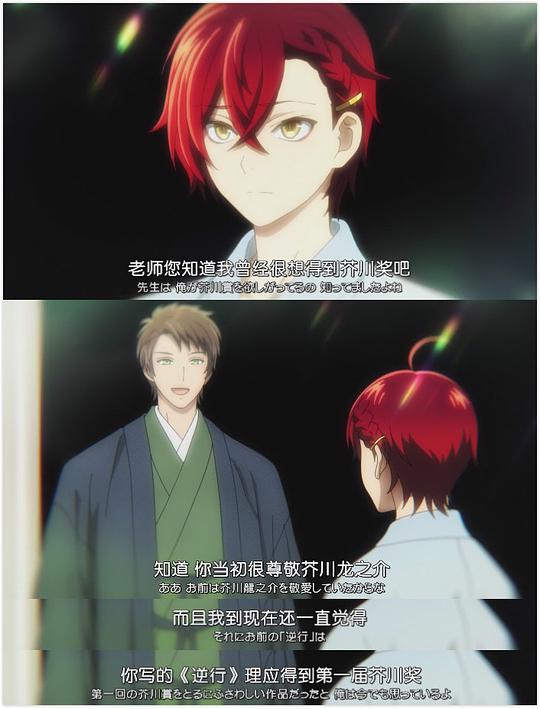 老师您知道我曾经很想得到芥川奖吧
先生は 俺が芥川賞を欲しがってるの 知ってましたよね
知道 你当初很尊敬芥川龙之介
ああ お前は芥川龍之介を敬愛していたからな
而且我到现在还一直觉得
それにお前の「逆行」は
你写的《逆行》理应得到第一届芥川奖
第一回の芥川賞をとるにふさわしい作品だったと 俺は今でも思っているよ